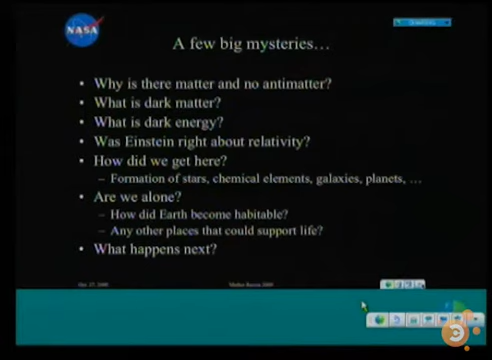 NASA
A few big mysteries…
• Why is there matter and no antimatter?
• What is dark matter?
• What is dark energy?
• Was Einstein right about relativity?
• How did we get here?
– Formation of stars, chemical elements, galaxies, planets, …
• Are we alone?
– How did Earth become habitable?
– Any other places that could support life?
• What happens next?